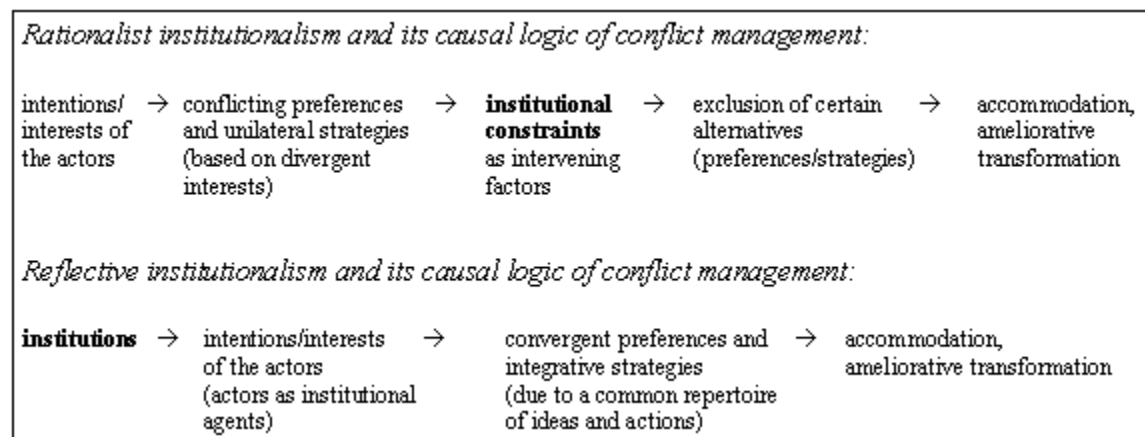 Rationalist institutionalism and its causal logic of conflict management:
intentions/ → conflicting preferences → institutional → exclusion of certain → accommodation,
interests of and unilateral strategies constraints alternatives ameliorative
the actors (based on divergent as intervening (preferences/strategies) transformation
interests) factors
Reflective institutionalism and its causal logic of conflict management:
institutions → intentions/interests → convergent preferences and → accommodation,
of the actors integrative strategies ameliorative transformation
(actors as institutional (due to a common repertoire
agents) of ideas and actions)